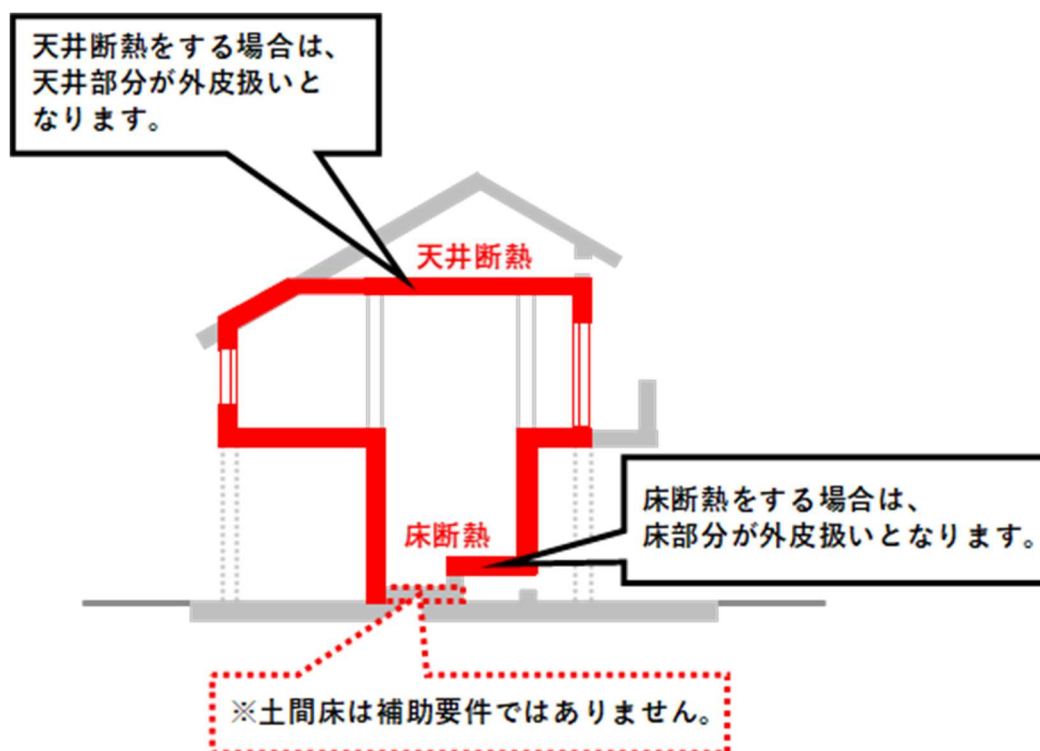 天井断熱をする場合は、
天井部分が外皮扱いと
なります。
天井断熱
床断熱
床断熱をする場合は、
床部分が外皮扱いとなります。
※土間床は補助要件ではありません。